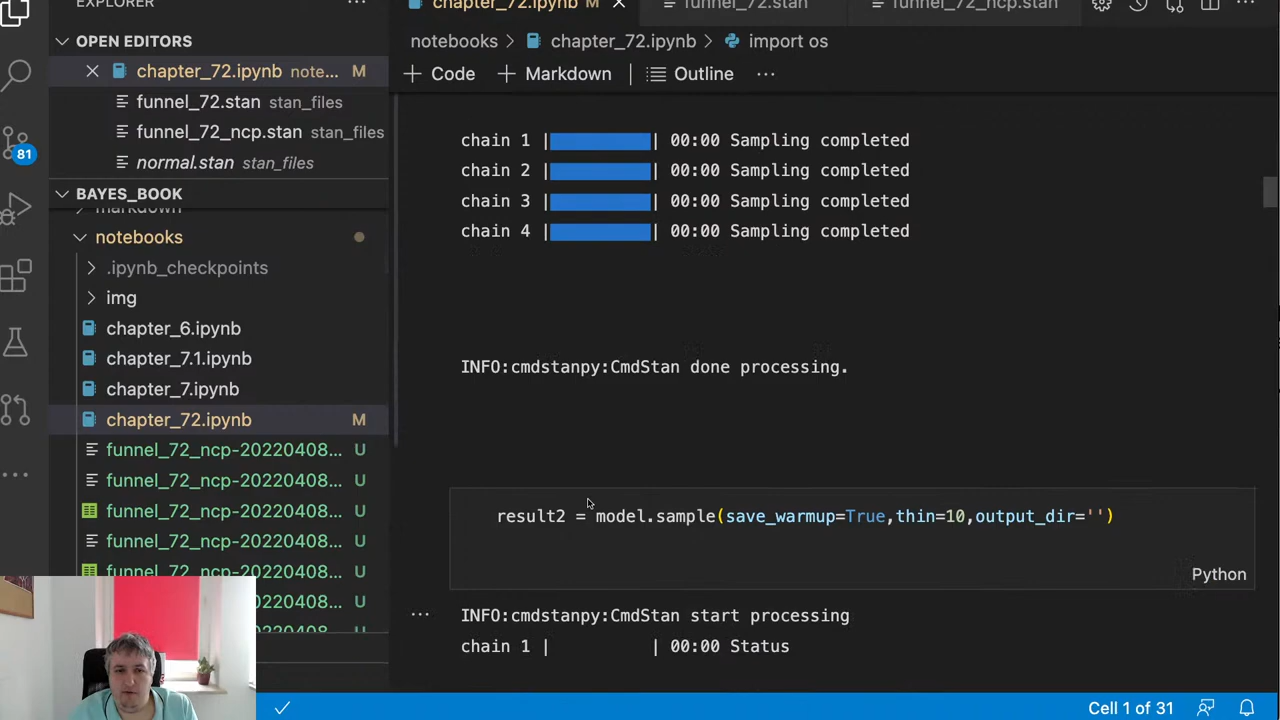 EXPLORER
chapter_72.ipynb M
funnel_72.stan
funnel_72_ncp.stan
OPEN EDITORS
chapter_72.ipynb note... M
funnel_72.stan stan_files
funnel_72_ncp.stan stan_files
normal.stan stan_files
BAYES_BOOK
markdown
notebooks
.ipynb_checkpoints
img
chapter_6.ipynb
chapter_7.1.ipynb
chapter_7.ipynb
chapter_72.ipynb M
funnel_72_ncp-20220408... U
funnel_72_ncp-20220408... U
funnel_72_ncp-20220408... U
funnel_72_ncp-20220408... U
funnel_72_ncp-20220408... U
funnel_72_ncp-20220408... U
81
notebooks > chapter_72.ipynb > import os
+ Code + Markdown | Outline ...
chain 1 | | 00:00 Sampling completed
chain 2 | | 00:00 Sampling completed
chain 3 | | 00:00 Sampling completed
chain 4 | | 00:00 Sampling completed
INFO:cmdstanpy:CmdStan done processing.
result2 = model.sample(save_warmup=True,thin=10,output_dir='')
Python
INFO:cmdstanpy:CmdStan start processing
chain 1 | | 00:00 Status
Cell 1 of 31